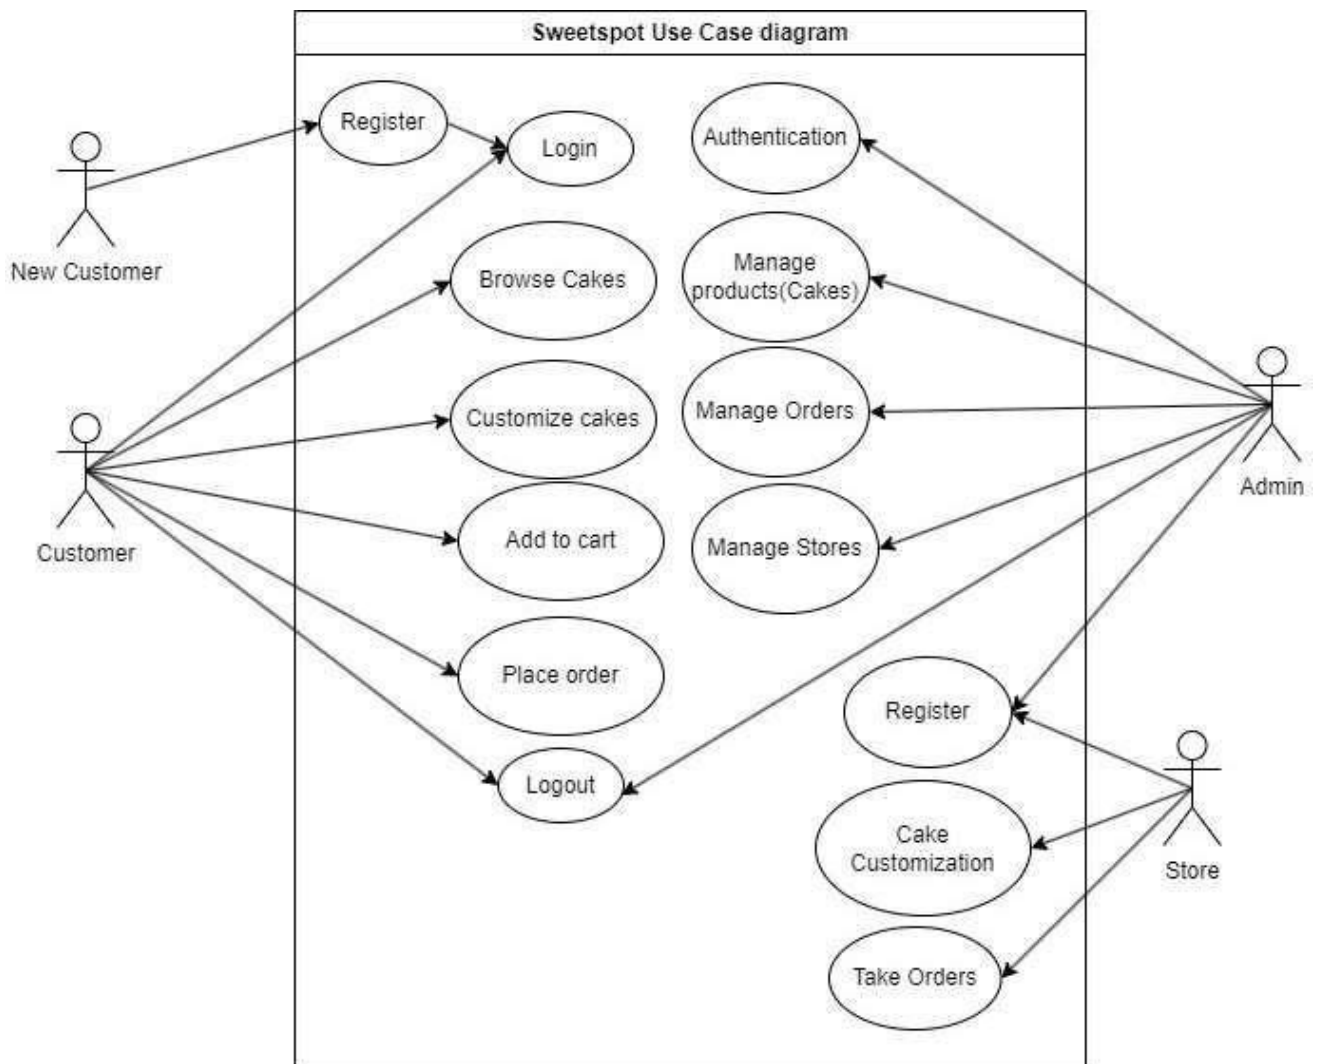 Sweetspot Use Case diagram
Register
Login
Authentication
New Customer
Browse Cakes
Manage
products(Cakes)
Customize cakes
Manage Orders
Admin
Customer
Add to cart
Manage Stores
Place order
Register
Logout
Cake
Customization
Store
Take Orders